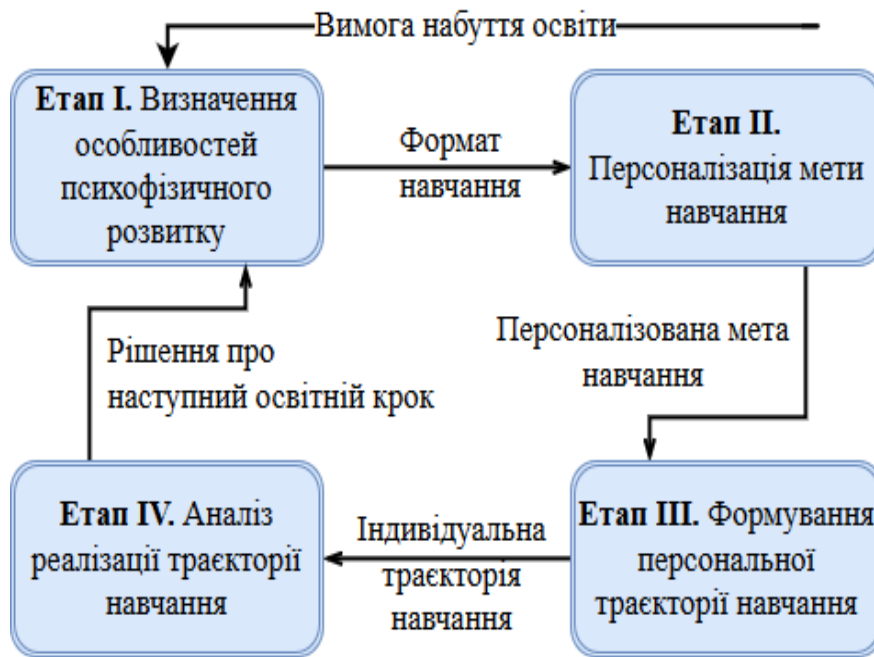 Вимога набуття освіти
Етап І. Визначення
особливостей
психофізичного
розвитку
Формат
навчання
Етап ІІ.
Персоналізація мети
навчання
Персоналізована мета
навчання
Рішення про
наступний освітній крок
Етап ІІІ. Формування
персональної
траєкторії навчання
Індивідуальна
траєкторія
навчання
Етап IV. Аналіз
реалізації траєкторії
навчання